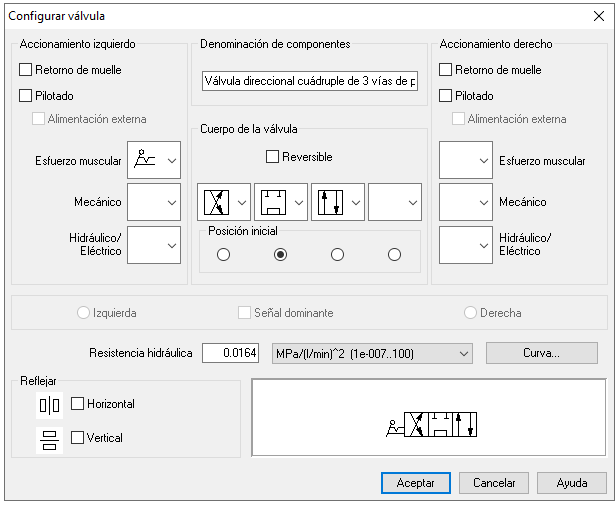 Configurar válvula
Accionamiento izquierdo
Retorno de muelle
Pilotado
Alimentación externa
Esfuerzo muscular
Mecánico
Hidráulico/
Eléctrico
Denominación de componentes
Válvula direccional cuádruple de 3 vías de p
Cuerpo de la válvula
Reversible
Posición inicial
Accionamiento derecho
Retorno de muelle
Pilotado
Alimentación externa
Esfuerzo muscular
Mecánico
Hidráulico/
Eléctrico
Izquierda
Señal dominante
Derecha
Resistencia hidráulica 0.0164 MPa/(l/min)^2 (1e-007..100) Curva...
Reflejar
Horizontal
Vertical
Aceptar Cancelar Ayuda